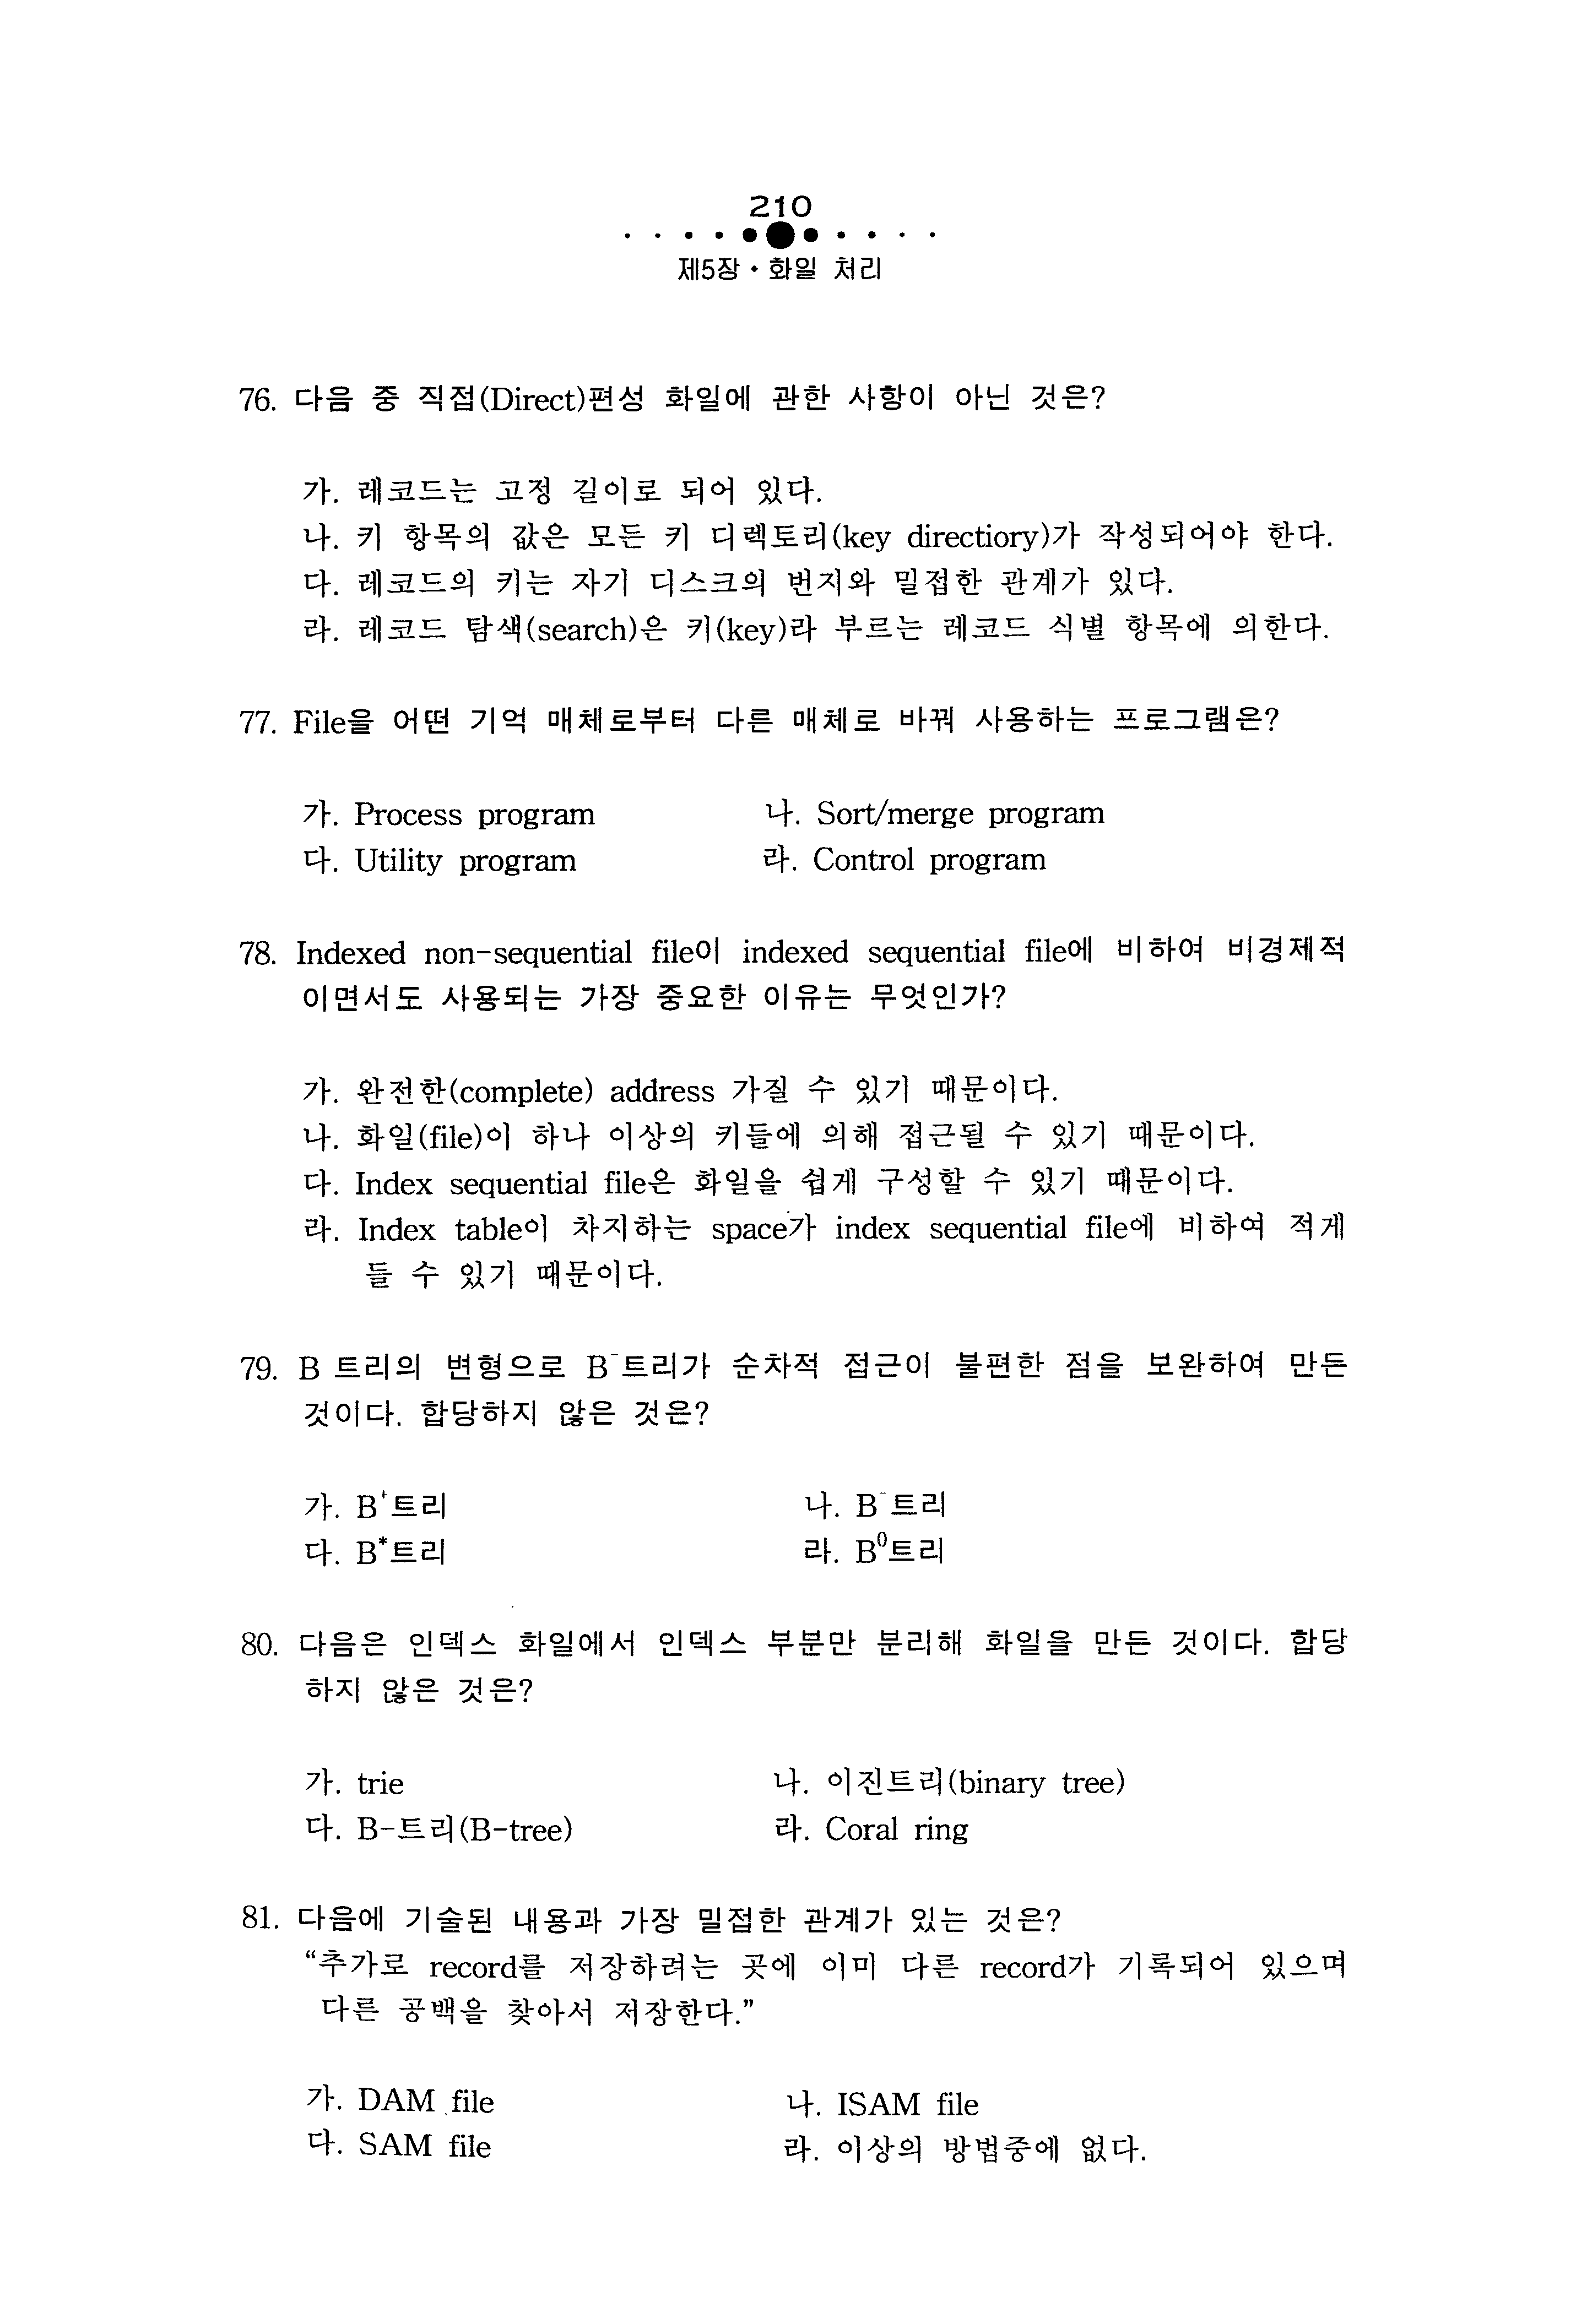 210
제5장·화일 처리
76. 다음 중 직접(Direct)편성 화일에 관한 사항이 아닌 것은?
가. 레코드는 고정 길이로 되어 있다.
나. 키 항목의 값은 모든 키 디렉토리(key directiory)가 작성되어야 한다.
다. 레코드의 키는 자기 디스크의 번지와 밀접한 관계가 있다.
라. 레코드 탐색(search)은 키(key)라 부르는 레코드 식별 항목에 의한다.
77. File을 어떤 기억 매체로부터 다른 매체로 바꿔 사용하는 프로그램은?
가. Process program 나. Sort/merge program
다. Utility program 라. Control program
78. Indexed non-sequential file이 indexed sequential file에 비하여 비경제적
이면서도 사용되는 가장 중요한 이유는 무엇인가?
가. 완전한(complete) address 가질 수 있기 때문이다.
나. 화일(file)이 하나 이상의 키들에 의해 접근될 수 있기 때문이다.
다. Index sequential file은 화일을 쉽게 구성할 수 있기 때문이다.
라. Index table이 차지하는 space가 index sequential file에 비하여 적게
들 수 있기 때문이다.
79. B 트리의 변형으로 B⁻트리가 순차적 접근이 불편한 점을 보완하여 만든
것이다. 합당하지 않은 것은?
가. B⁺트리 나. B⁻트리
다. B*트리 라. B⁰트리
80. 다음은 인덱스 화일에서 인덱스 부분만 분리해 화일을 만든 것이다. 합당
하지 않은 것은?
가. trie 나. 이진트리(binary tree)
다. B-트리(B-tree) 라. Coral ring
81. 다음에 기술된 내용과 가장 밀접한 관계가 있는 것은?
“추가로 record를 저장하려는 곳에 이미 다른 record가 기록되어 있으며
다른 공백을 찾아서 저장한다.”
가. DAM file 나. ISAM file
다. SAM file 라. 이상의 방법중에 없다.